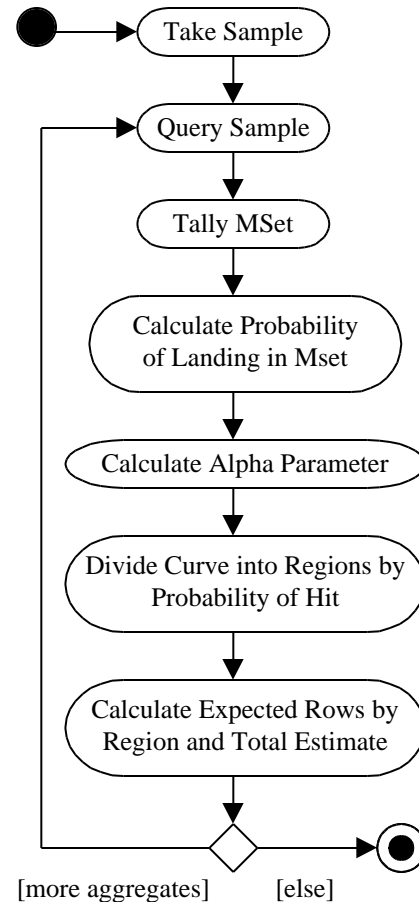 Take Sample
Query Sample
Tally MSet
Calculate Probability
of Landing in Mset
Calculate Alpha Parameter
Divide Curve into Regions by
Probability of Hit
Calculate Expected Rows by
Region and Total Estimate
[more aggregates] [else]